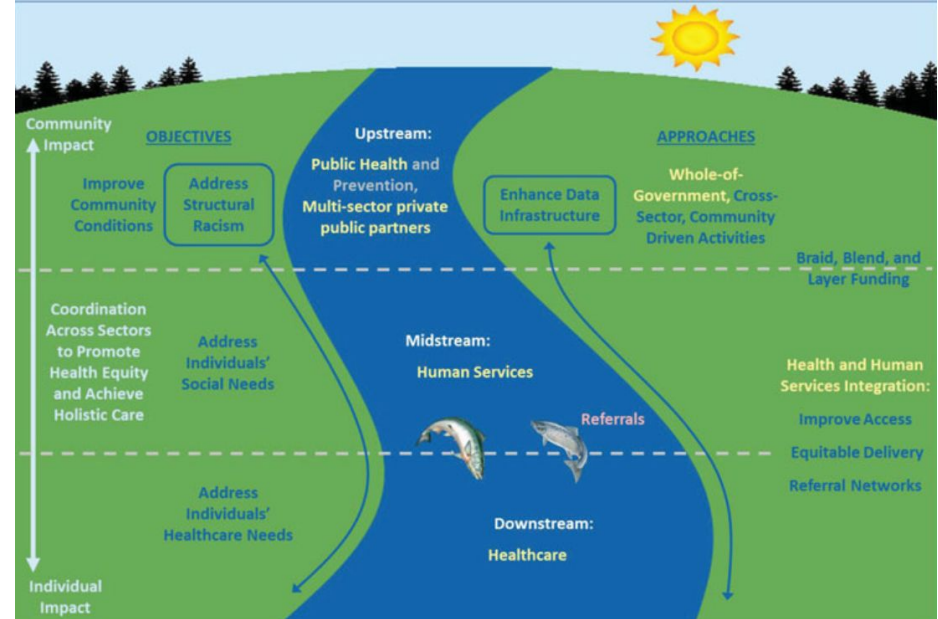 Community
Impact
OBJECTIVES
Improve
Community
Conditions
Address
Structural
Racism
Upstream:
Public Health and
Prevention,
Multi-sector private
public partners
APPROACHES
Enhance Data
Infrastructure
Whole-of-
Government, Cross-
Sector, Community
Driven Activities
Braid, Blend, and
Layer Funding
Coordination
Across Sectors
to Promote
Health Equity
and Achieve
Holistic Care
Address
Individuals'
Social Needs
Midstream:
Human Services
Referrals
Health and Human
Services Integration:
Improve Access
Equitable Delivery
Referral Networks
Address
Individuals'
Healthcare Needs
Downstream:
Healthcare
Individual
Impact